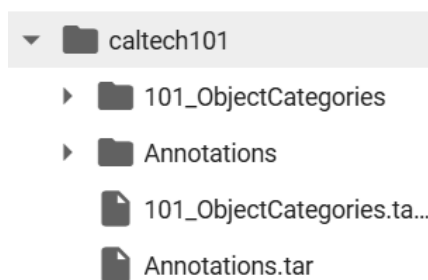 caltech101
101_ObjectCategories
Annotations
101_ObjectCategories.ta...
Annotations.tar